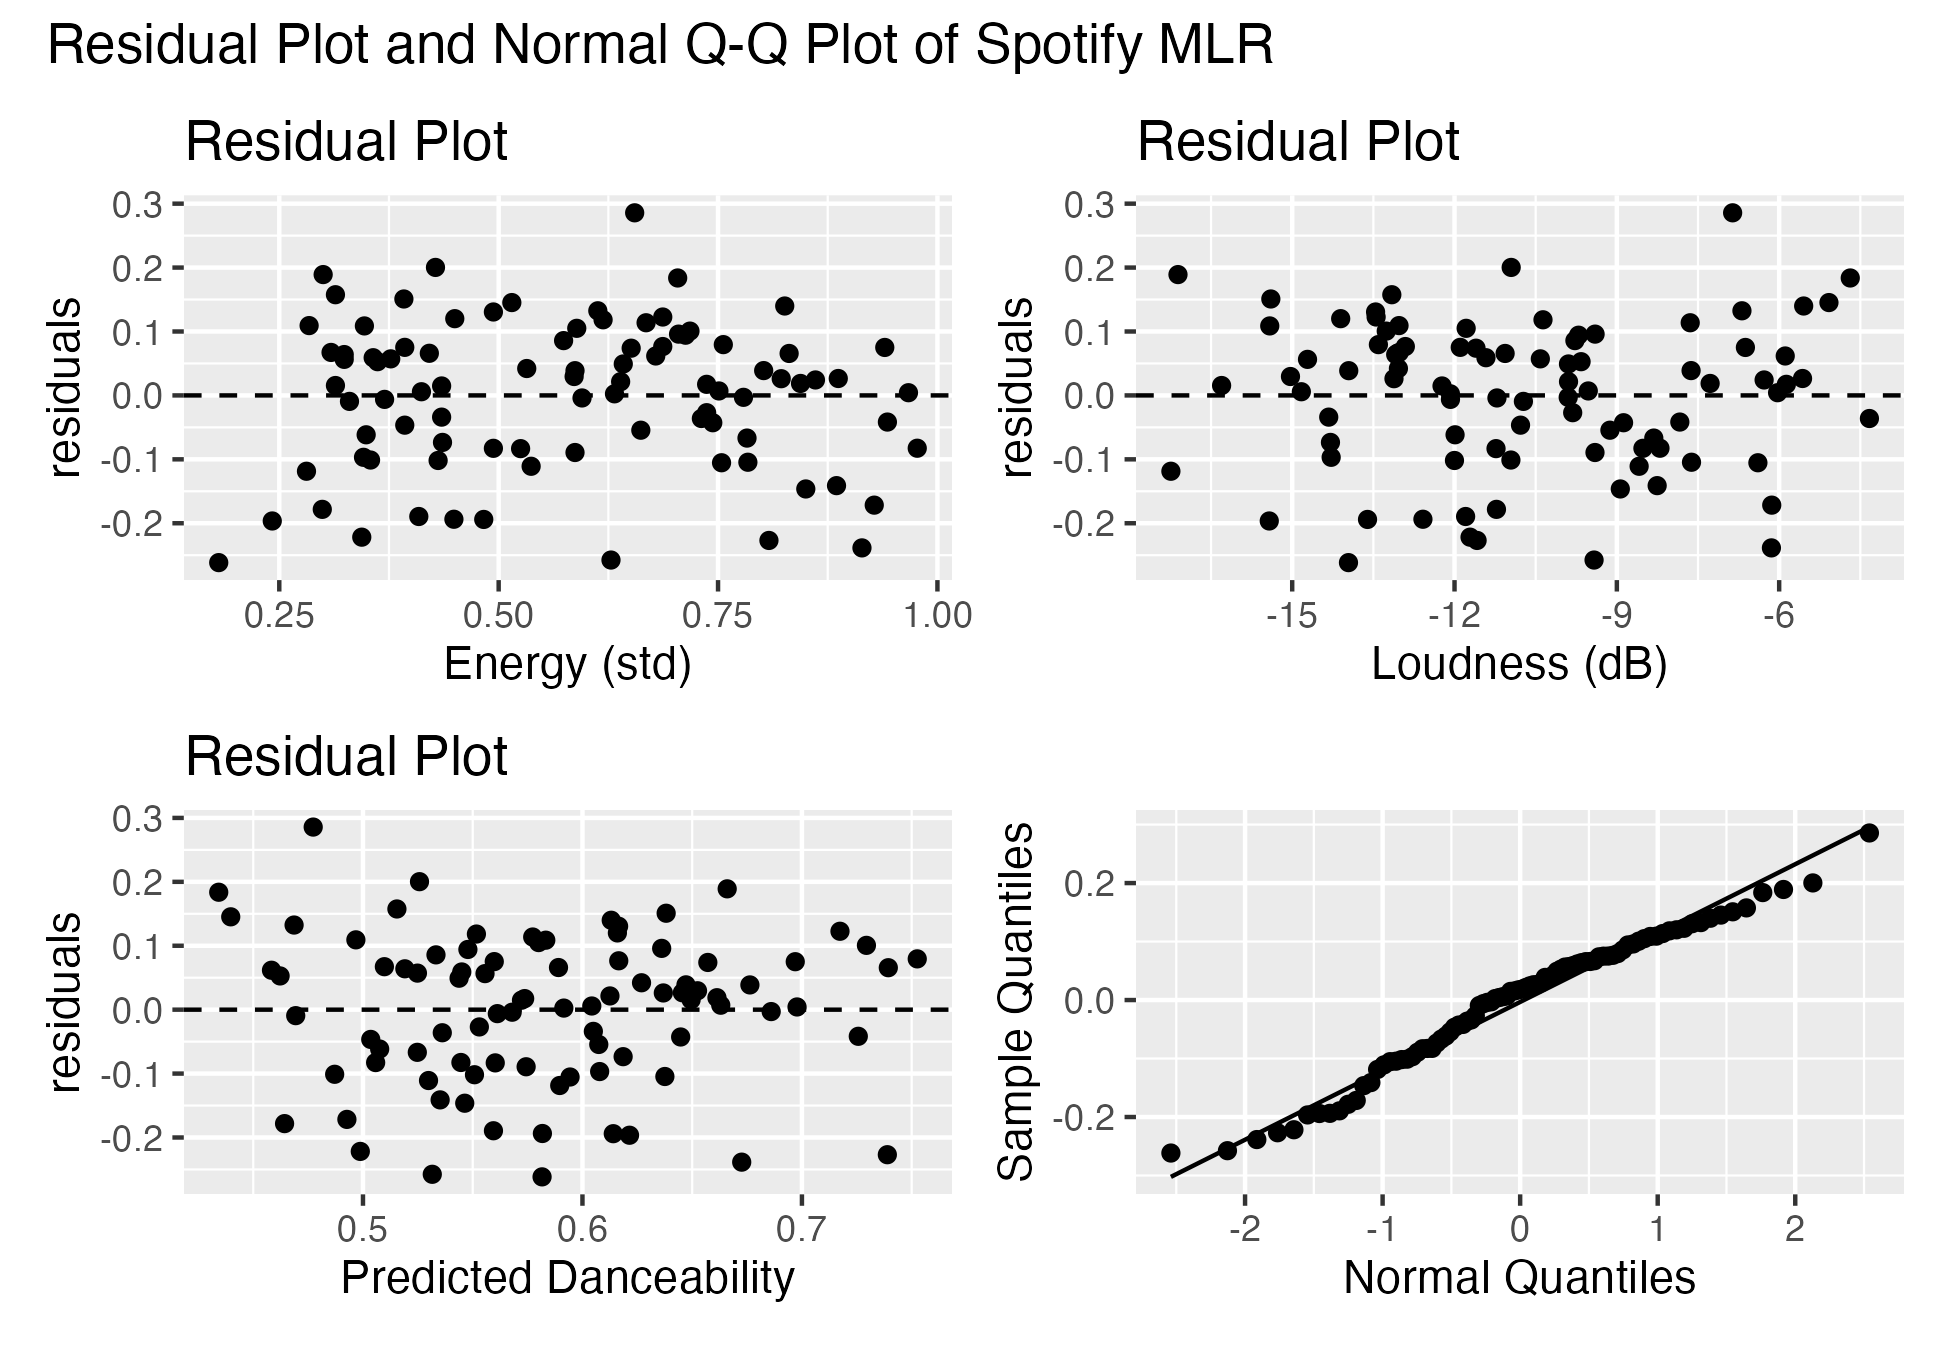 Residual Plot and Normal Q-Q Plot of Spotify MLR
Residual Plot
0.3
0.2
0.1
0.0
-0.1
-0.2
residuals
0.25 0.50 0.75 1.00
Energy (std)
Residual Plot
0.3
0.2
0.1
0.0
-0.1
-0.2
residuals
-15 -12 -9 -6
Loudness (dB)
Residual Plot
0.3
0.2
0.1
0.0
-0.1
-0.2
residuals
0.5 0.6 0.7
Predicted Danceability
0.2
0.0
-0.2
Sample Quantiles
-2 -1 0 1 2
Normal Quantiles